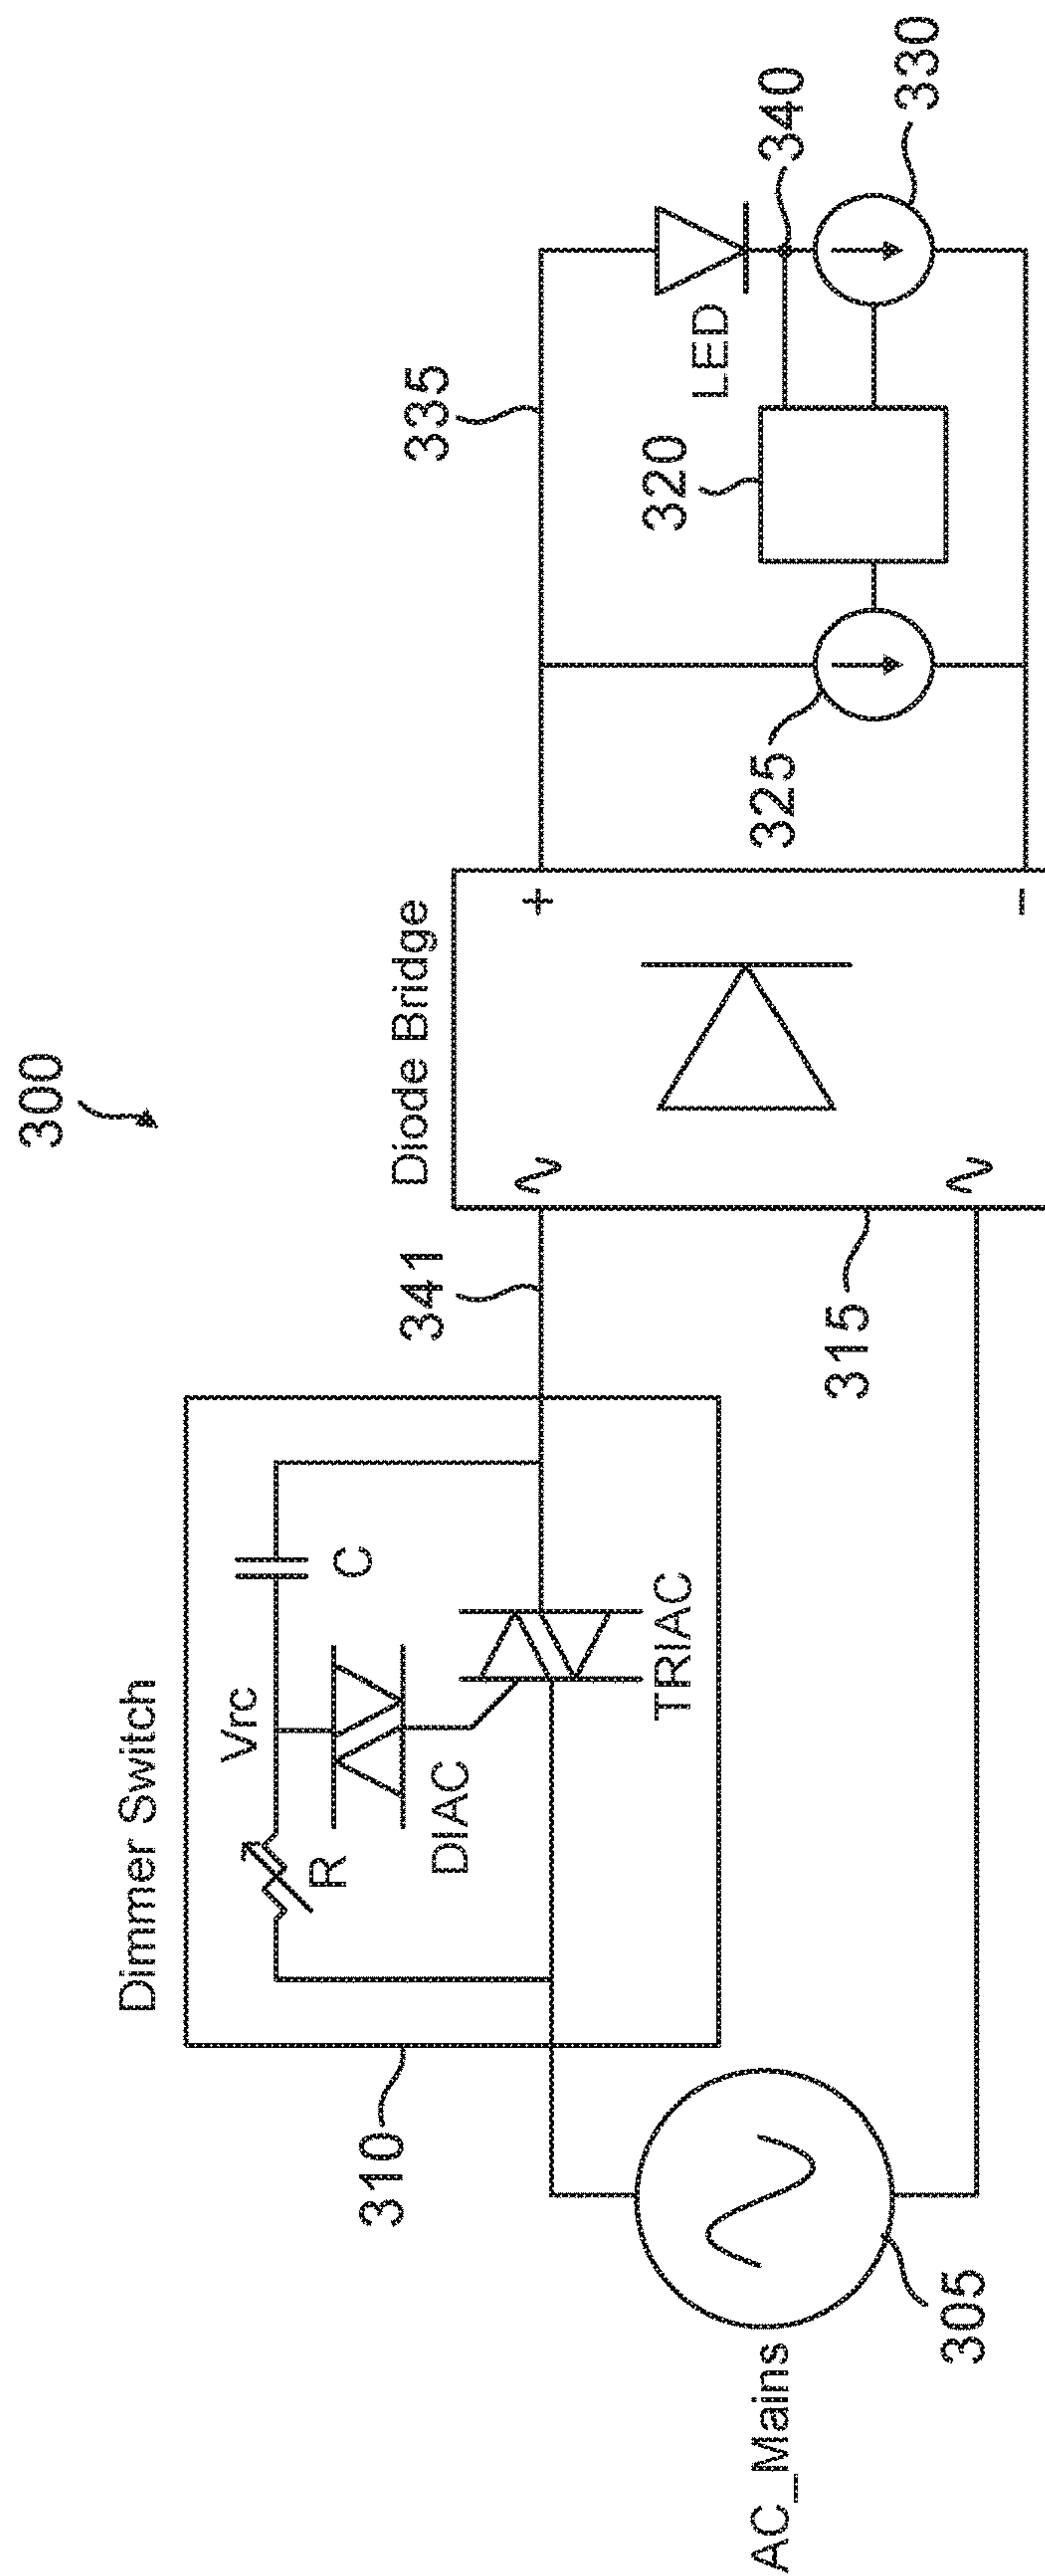 300
Dimmer Switch
Vrc
R
C
DIAC
TRIAC
310
341
Diode Bridge
+
−
315
335
340
LED
320
330
325
AC_Mains
305